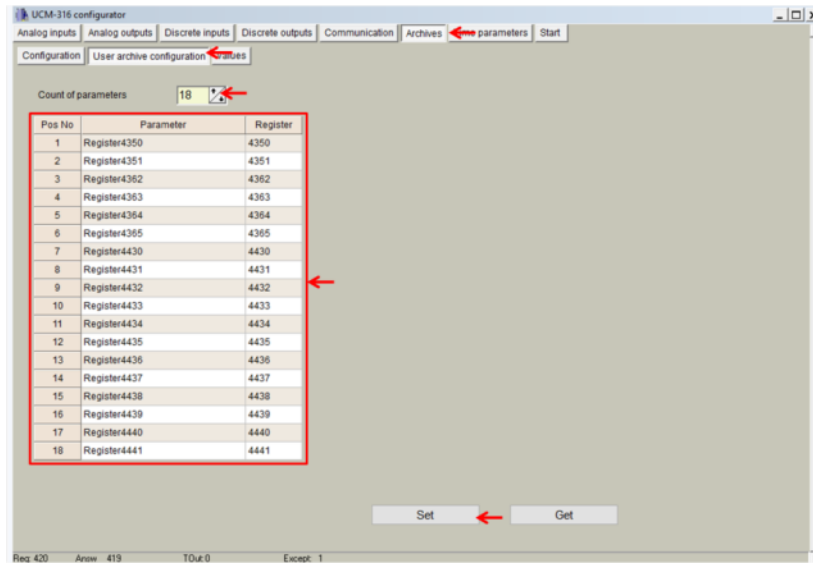 UCM-316 configurator
Analog inputs Analog outputs Discrete inputs Discrete outputs Communication Archives parameters Start
Configuration User archive configuration Values
Count of parameters 18
Pos No Parameter Register
1 Register4350 4350
2 Register4351 4351
3 Register4362 4362
4 Register4363 4363
5 Register4364 4364
6 Register4365 4365
7 Register4430 4430
8 Register4431 4431
9 Register4432 4432
10 Register4433 4433
11 Register4434 4434
12 Register4435 4435
13 Register4436 4436
14 Register4437 4437
15 Register4438 4438
16 Register4439 4439
17 Register4440 4440
18 Register4441 4441
Set Get
Req: 420 Answ 419 TOut:0 Except: 1